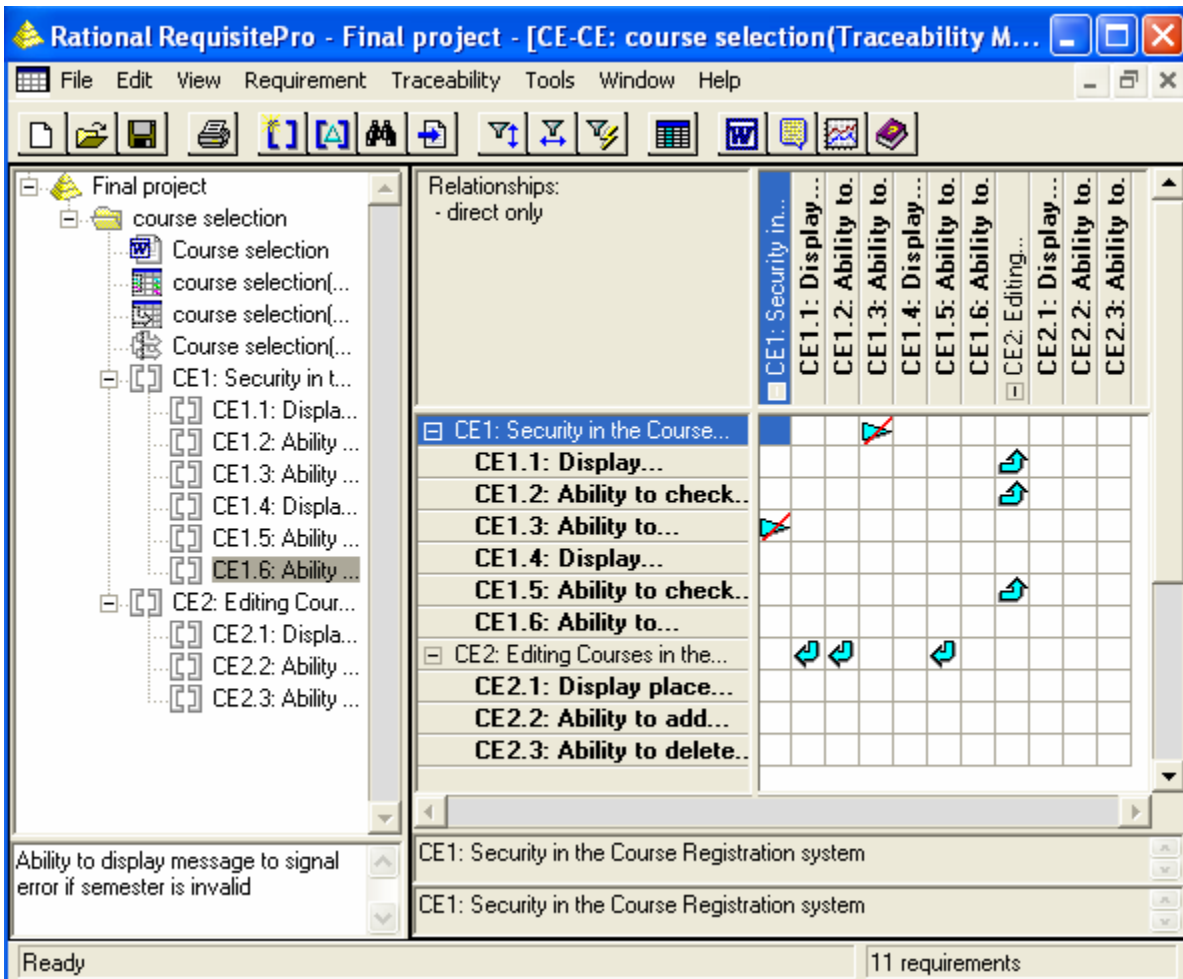 Rational RequisitePro - Final project - [CE-CE: course selection(Traceability M...
File Edit View Requirement Traceability Tools Window Help
Final project
course selection
Course selection
course selection(...
course selection(...
Course selection(...
CE1: Security in t...
CE1.1: Displa...
CE1.2: Ability ...
CE1.3: Ability ...
CE1.4: Displa...
CE1.5: Ability ...
CE1.6: Ability ...
CE2: Editing Cour...
CE2.1: Displa...
CE2.2: Ability ...
CE2.3: Ability ...
Ability to display message to signal
error if semester is invalid
Relationships:
- direct only
CE1: Security in...
CE1.1: Display...
CE1.2: Ability to.
CE1.3: Ability to.
CE1.4: Display...
CE1.5: Ability to.
CE1.6: Ability to.
CE2: Editing...
CE2.1: Display...
CE2.2: Ability to.
CE2.3: Ability to.
CE1: Security in the Course...
CE1.1: Display...
CE1.2: Ability to check..
CE1.3: Ability to...
CE1.4: Display...
CE1.5: Ability to check..
CE1.6: Ability to...
CE2: Editing Courses in the...
CE2.1: Display place...
CE2.2: Ability to add...
CE2.3: Ability to delete..
CE1: Security in the Course Registration system
CE1: Security in the Course Registration system
Ready
11 requirements